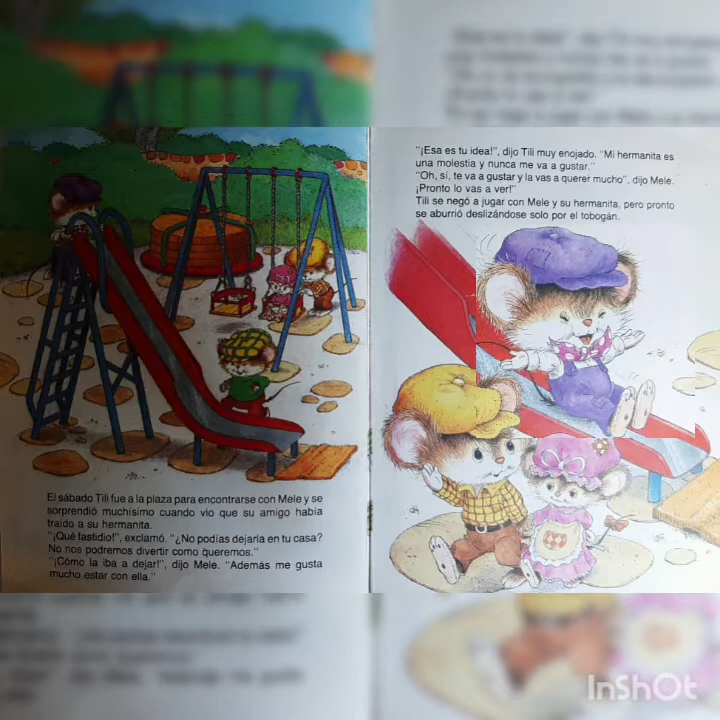 El sábado Tili fue a la plaza para encontrarse con Mele y se
sorprendió muchísimo cuando vio que su amigo había
traído a su hermanita.
"¡Qué fastidio!", exclamó. "¿No podías dejarla en tu casa?
No nos podremos divertir como queremos."
"¡Cómo la iba a dejar!", dijo Mele. "Además me gusta
mucho estar con ella."
"¡Esa es tu idea!", dijo Tili muy enojado. "Mi hermanita es
una molestia y nunca me va a gustar."
"Oh, sí, te va a gustar y la vas a querer mucho", dijo Mele.
¡Pronto lo vas a ver!"
Tili se negó a jugar con Mele y su hermanita, pero pronto
se aburrió deslizándose solo por el tobogán.
InShOt